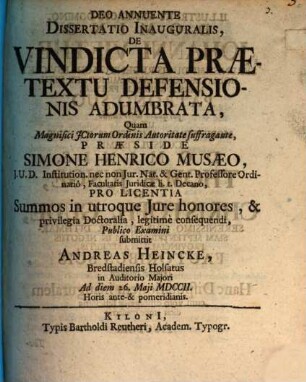 DEO ANNUENTE
DISSERTATIO INAUGURALIS,
DE
VINDICTA PRÆ-
TEXTU DEFENSIO-
NIS ADUMBRATA,
Quam
Magnifici JCtorum Ordinis Autoritate suffragante,
PRÆSIDE
SIMONE HENRICO MUSÆO,
J.U.D. Institution. nec non Jur. Nat. & Gent. Professore Ordi-
nario, Facultatis Juridicæ h. t. Decano,
PRO LICENTIA
Summos in utroque Jure honores, &
privilegia Doctoralia, legitime consequendi,
Publico Examini
submittit
ANDREAS HEINCKE,
Bredstadiensis Holsatus
in Auditorio Majori
Ad diem 26. Maji MDCCII.
Horis ante-& pomeridianis.
KILONI,
Typis Bartholdi Reutheri, Academ. Typogr.